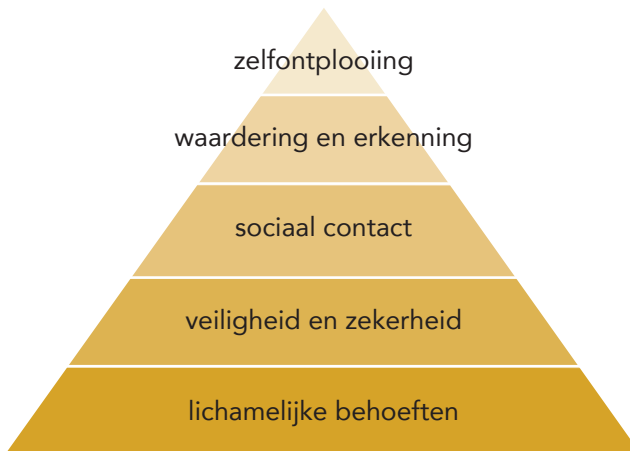 zelfontplooiing
waardering en erkenning
sociaal contact
veiligheid en zekerheid
lichamelijke behoeften